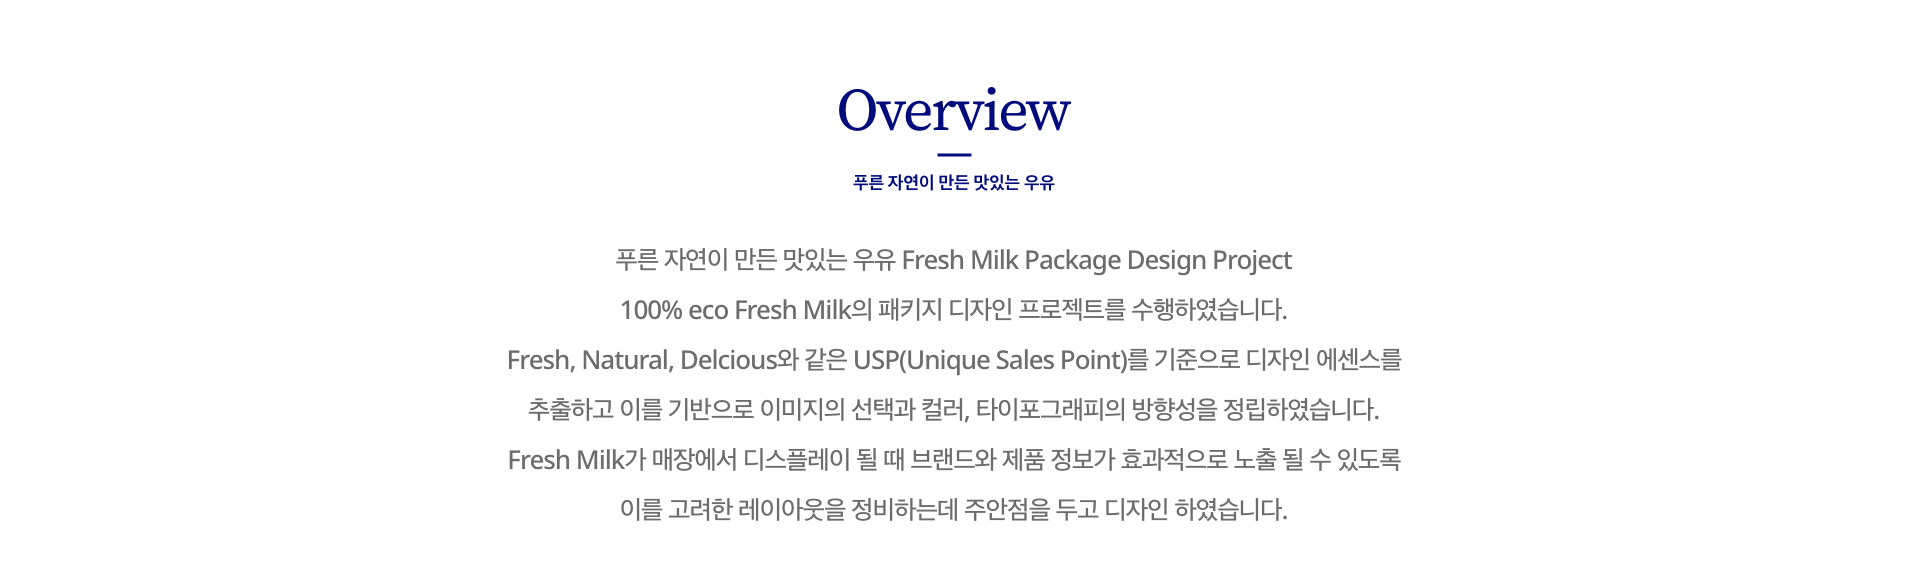 Overview
푸른 자연이 만든 맛있는 우유
푸른 자연이 만든 맛있는 우유 Fresh Milk Package Design Project
100% eco Fresh Milk의 패키지 디자인 프로젝트를 수행하였습니다.
Fresh, Natural, Delcious와 같은 USP(Unique Sales Point)를 기준으로 디자인 에센스를
추출하고 이를 기반으로 이미지의 선택과 컬러, 타이포그래피의 방향성을 정립하였습니다.
Fresh Milk가 매장에서 디스플레이 될 때 브랜드와 제품 정보가 효과적으로 노출 될 수 있도록
이를 고려한 레이아웃을 정비하는데 주안점을 두고 디자인 하였습니다.